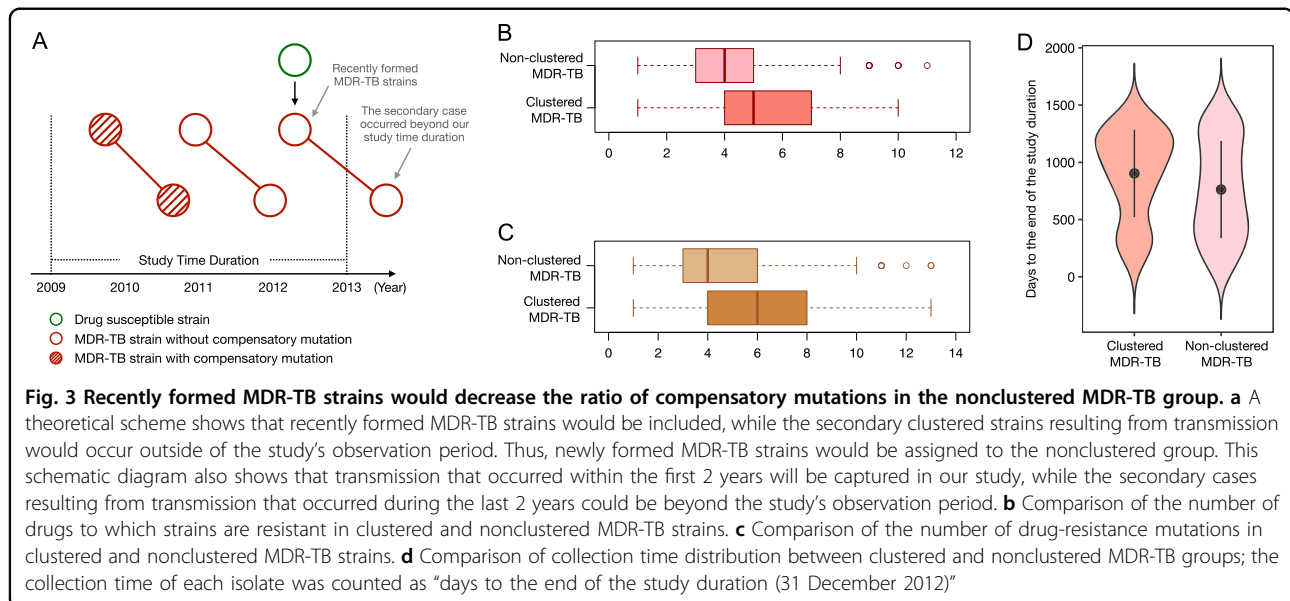 A
Recently formed
MDR-TB strains
The secondary case
occurred beyond our
study time duration
Study Time Duration
2009 2010 2011 2012 2013 (Year)
Drug susceptible strain
MDR-TB strain without compensatory mutation
MDR-TB strain with compensatory mutation
B
Non-clustered
MDR-TB
Clustered
MDR-TB
0 2 4 6 8 10 12
C
Non-clustered
MDR-TB
Clustered
MDR-TB
0 2 4 6 8 10 12 14
D
Days to the end of the study duration
2000
1500
1000
500
0
Clustered
MDR-TB
Non-clustered
MDR-TB
Fig. 3 Recently formed MDR-TB strains would decrease the ratio of compensatory mutations in the nonclustered MDR-TB group. a A
theoretical scheme shows that recently formed MDR-TB strains would be included, while the secondary clustered strains resulting from transmission
would occur outside of the study's observation period. Thus, newly formed MDR-TB strains would be assigned to the nonclustered group. This
schematic diagram also shows that transmission that occurred within the first 2 years will be captured in our study, while the secondary cases
resulting from transmission that occurred during the last 2 years could be beyond the study's observation period. b Comparison of the number of
drugs to which strains are resistant in clustered and nonclustered MDR-TB strains. c Comparison of the number of drug-resistance mutations in
clustered and nonclustered MDR-TB strains. d Comparison of collection time distribution between clustered and nonclustered MDR-TB groups; the
collection time of each isolate was counted as "days to the end of the study duration (31 December 2012)"